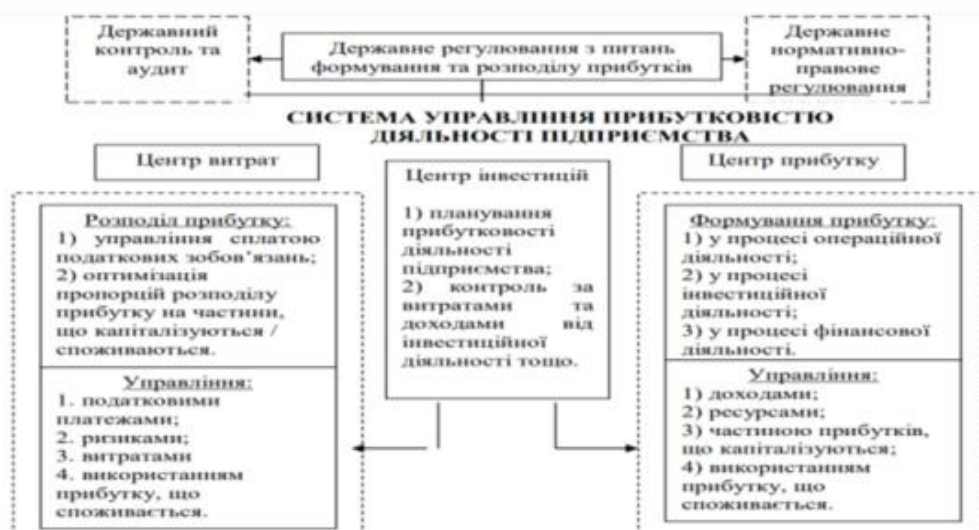 Державний
контроль та
аудит
Державне регулювання з питань
формування та розподілу прибутків
Державне
нормативно-
правове
регулювання
СИСТЕМА УПРАВЛІННЯ ПРИБУТКОВІСТЮ
ДІЯЛЬНОСТІ ПІДПРИЄМСТВА
Центр витрат
Розподіл прибутку:
1) управління сплатою
податкових зобов’язань;
2) оптимізація
пропорцій розподілу
прибутку на частини,
що капіталізуються /
споживаються.
Управління:
1. податковими
платежами;
2. ризиками;
3. витратами
4. використанням
прибутку, що
споживається.
Центр інвестицій
1) планування
прибутковості
діяльності
підприємства;
2) контроль за
витратами та
доходами від
інвестиційної
діяльності тощо.
Центр прибутку
Формування прибутку:
1) у процесі операційної
діяльності;
2) у процесі
інвестиційної
діяльності;
3) у процесі фінансової
діяльності.
Управління:
1) доходами;
2) ресурсами;
3) частиною прибутків,
що капіталізуються;
4) використанням
прибутку, що
споживається.